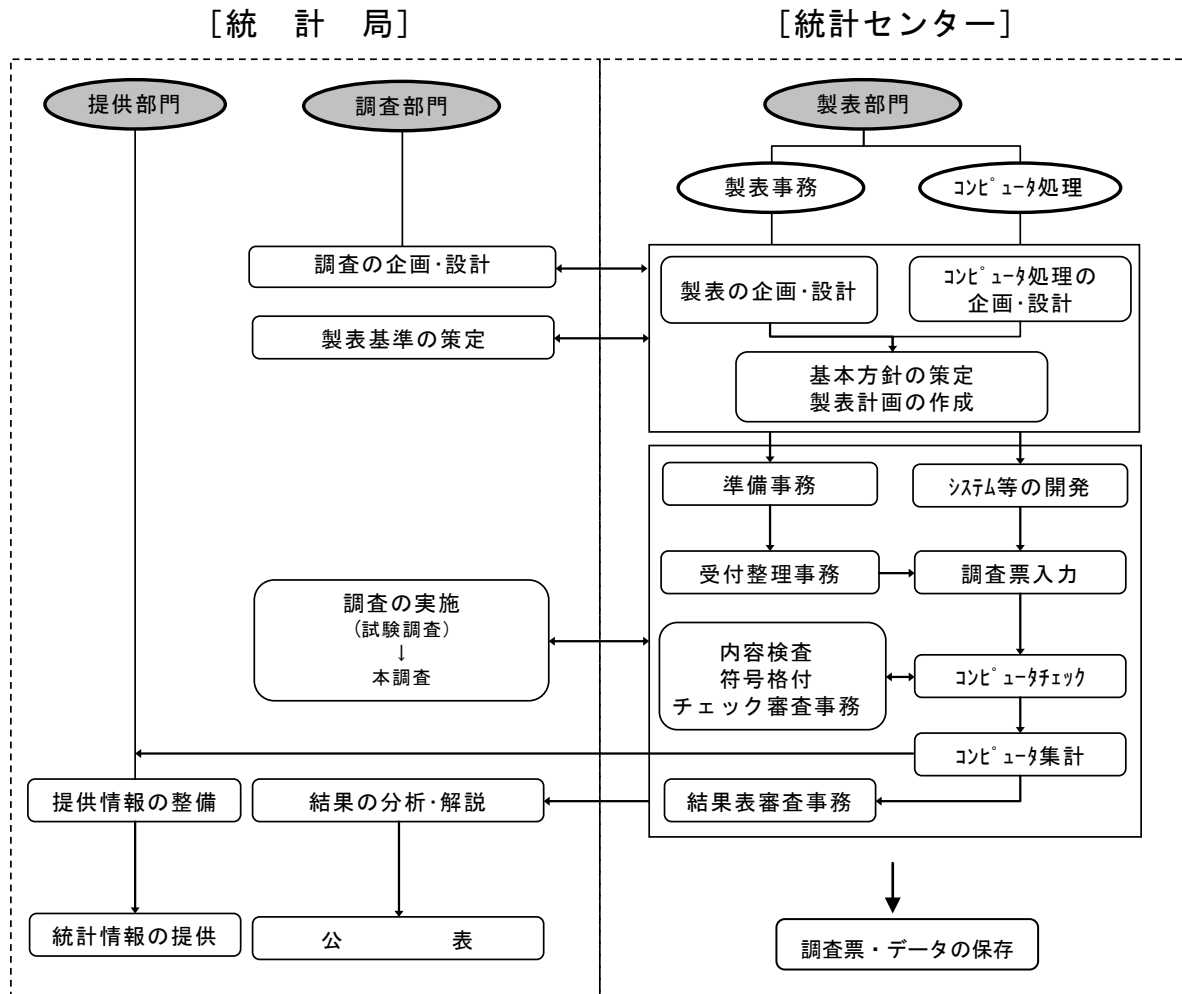 [統　計　局]
[統計センター]
提供部門
調査部門
製表部門
製表事務
ｺﾝﾋﾟｭｰﾀ処理
調査の企画･設計
製表の企画･設計
ｺﾝﾋﾟｭｰﾀ処理の
企画･設計
製表基準の策定
基本方針の策定
製表計画の作成
準備事務
ｼｽﾃﾑ等の開発
受付整理事務
調査票入力
調査の実施
(試験調査)
↓
本調査
内容検査
符号格付
チェック審査事務
ｺﾝﾋﾟｭｰﾀﾁｪｯｸ
ｺﾝﾋﾟｭｰﾀ集計
提供情報の整備
結果の分析･解説
結果表審査事務
統計情報の提供
公　　　　　表
調査票・データの保存